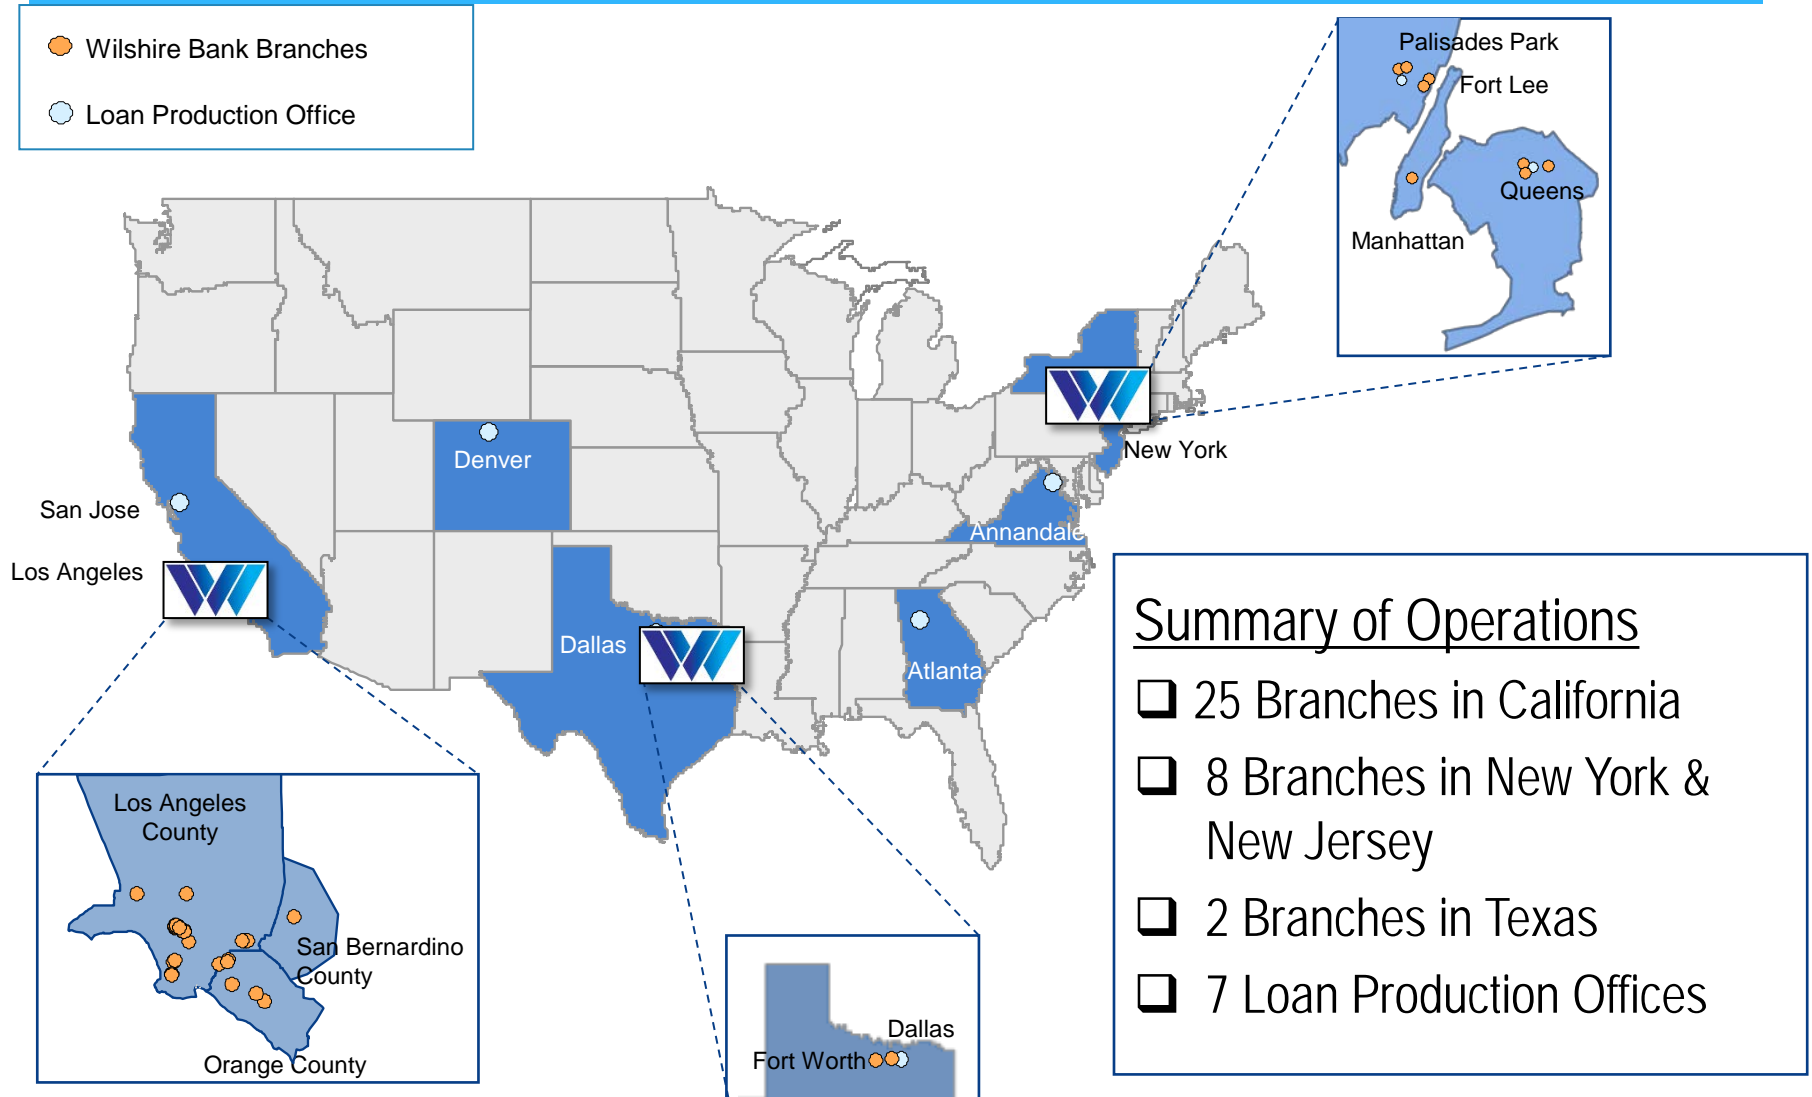 Wilshire Bank Branches
Loan Production Office
Palisades Park
Fort Lee
Queens
Manhattan
New York
Denver
San Jose
Los Angeles
Annandale
Dallas
Atlanta
Los Angeles
County
San Bernardino
County
Orange County
Dallas
Fort Worth
Summary of Operations
25 Branches in California
8 Branches in New York &
New Jersey
2 Branches in Texas
7 Loan Production Offices